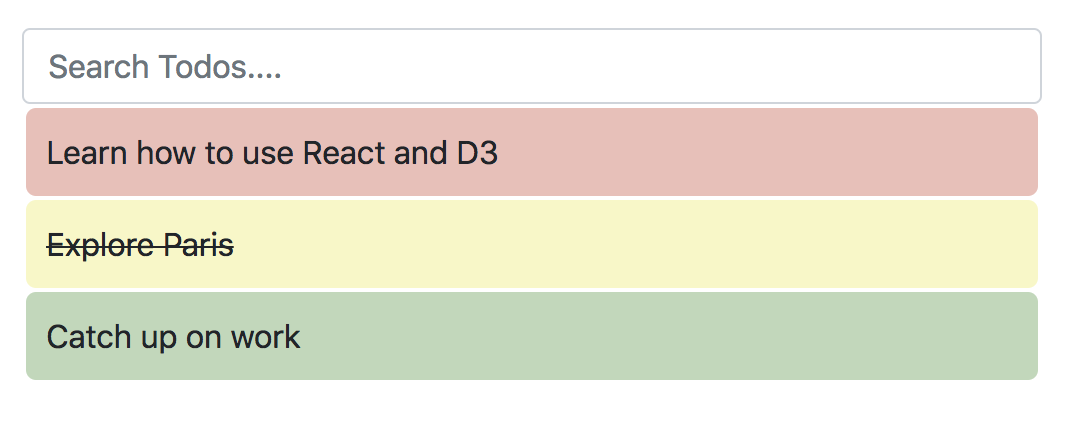 Search Todos....
Learn how to use React and D3
Explore Paris
Catch up on work